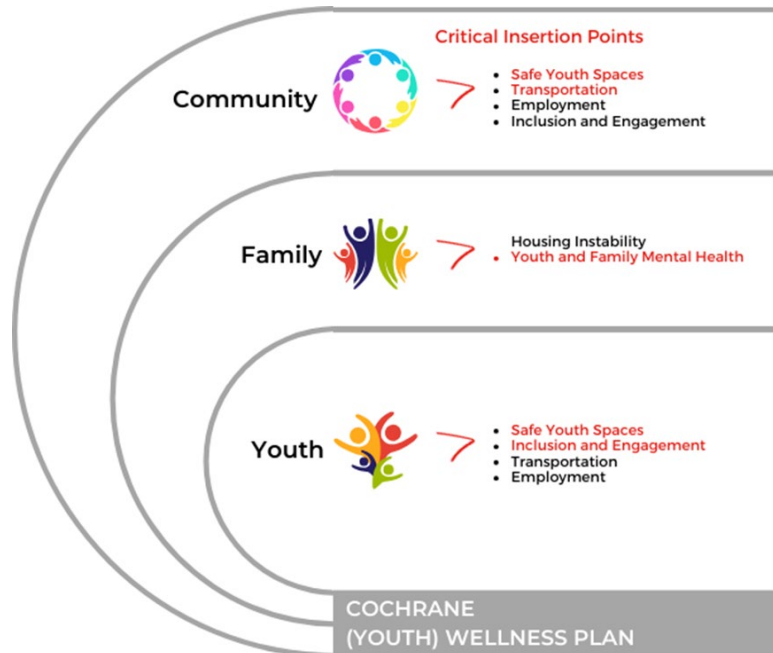 Critical Insertion Points
Community
• Safe Youth Spaces
• Transportation
• Employment
• Inclusion and Engagement
Family
Housing Instability
• Youth and Family Mental Health
Youth
• Safe Youth Spaces
• Inclusion and Engagement
• Transportation
• Employment
COCHRANE
(YOUTH) WELLNESS PLAN